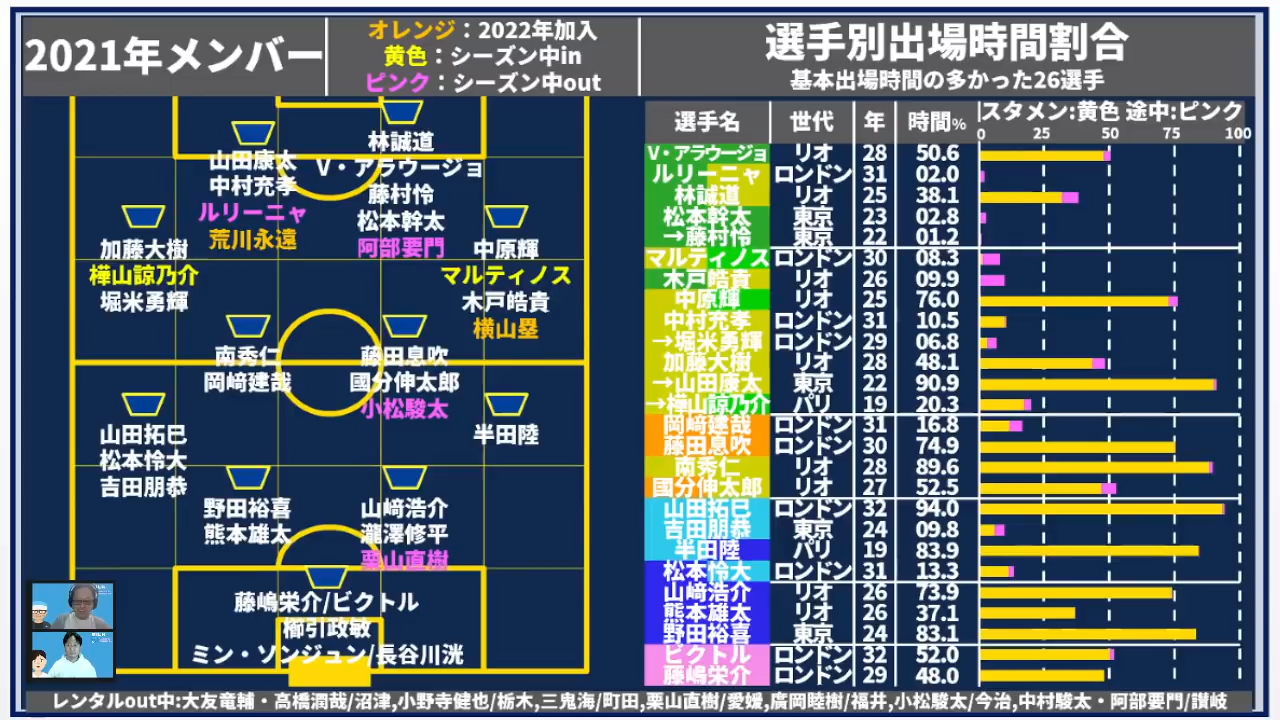 2021年メンバー
オレンジ：2022年加入
黄色：シーズン中in
ピンク：シーズン中out
林誠道
山田康太
V・アラウージョ
中村充孝
藤村怜
ルリーニャ
松本幹太
荒川永遠
阿部要門
加藤大樹
樺山諒乃介
堀米勇輝
中原輝
マルティノス
木戸皓貴
横山塁
南秀仁
岡﨑建哉
藤田息吹
國分伸太郎
小松駿太
山田拓巳
松本怜大
吉田朋恭
半田陸
野田裕喜
熊本雄太
山﨑浩介
瀧澤修平
栗山直樹
藤嶋栄介/ビクトル
櫛引政敏
ミン・ソンジュン/長谷川洸
選手別出場時間割合
基本出場時間の多かった26選手
選手名 世代 年 時間% スタメン:黄色 途中:ピンク
0 25 50 75 100
V・アラウージョ リオ 28 50.6
ルリーニャ ロンドン 31 02.0
林誠道 リオ 25 38.1
松本幹太 東京 23 02.8
→藤村怜 東京 22 01.2
マルティノス ロンドン 30 08.3
木戸皓貴 リオ 26 09.9
中原輝 リオ 25 76.0
中村充孝 ロンドン 31 10.5
→堀米勇輝 ロンドン 29 06.8
加藤大樹 リオ 28 48.1
→山田康太 東京 22 90.9
→樺山諒乃介 パリ 19 20.3
岡﨑建哉 ロンドン 31 16.8
藤田息吹 ロンドン 30 74.9
南秀仁 リオ 28 89.6
國分伸太郎 リオ 27 52.5
山田拓巳 ロンドン 32 94.0
吉田朋恭 東京 24 09.8
半田陸 パリ 19 83.9
松本怜大 ロンドン 31 13.3
山﨑浩介 リオ 26 73.9
熊本雄太 リオ 26 37.1
野田裕喜 東京 24 83.1
ビクトル ロンドン 32 52.0
藤嶋栄介 ロンドン 29 48.0
レンタルout中:大友竜輔・高橋潤哉/沼津,小野寺健也/栃木,三鬼海/町田,栗山直樹/愛媛,廣岡睦樹/福井,小松駿太/今治,中村駿太・阿部要門/讃岐